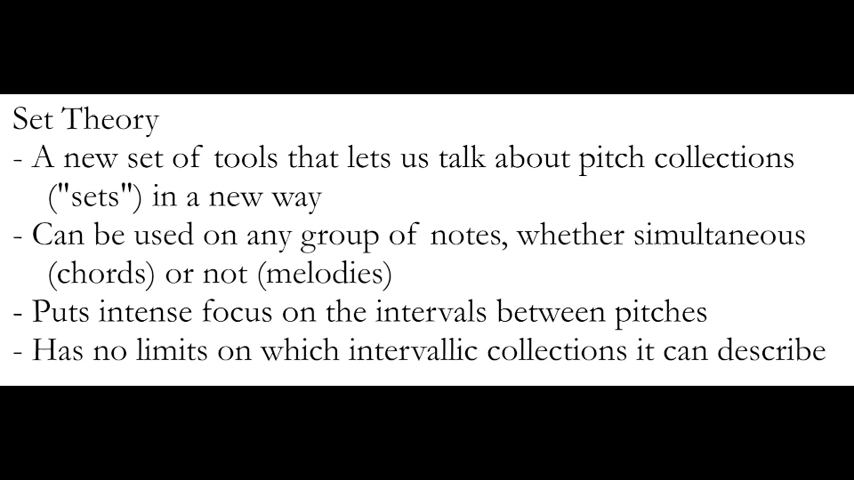 Set Theory
- A new set of tools that lets us talk about pitch collections
("sets") in a new way
- Can be used on any group of notes, whether simultaneous
(chords) or not (melodies)
- Puts intense focus on the intervals between pitches
- Has no limits on which intervallic collections it can describe